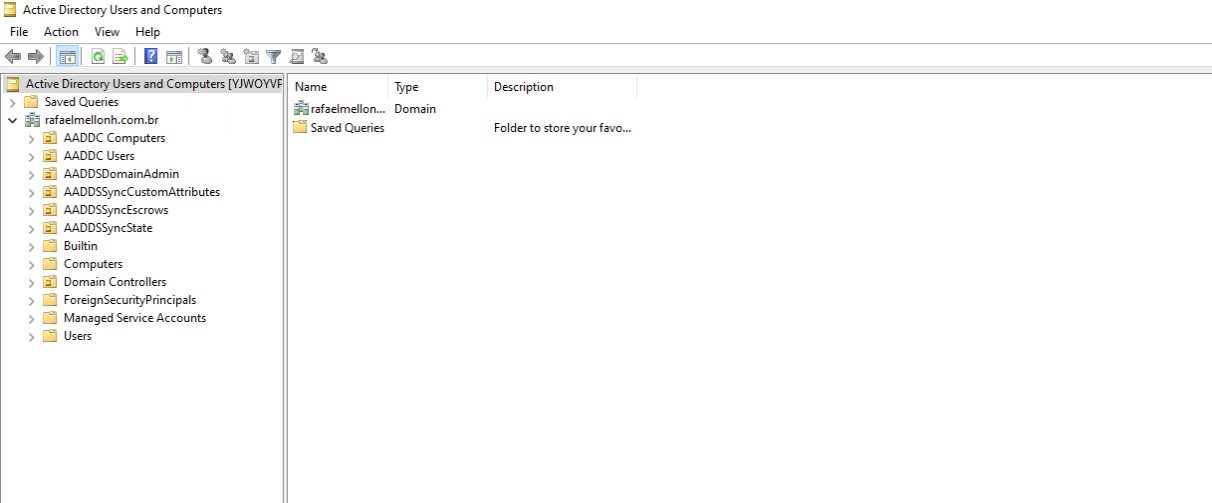 Active Directory Users and Computers
File Action View Help
Active Directory Users and Computers [YJWOYVP
Saved Queries
rafaelmellonh.com.br
AADDC Computers
AADDC Users
AADDSDomainAdmin
AADDSSyncCustomAttributes
AADDSSyncEscrows
AADDSSyncState
Builtin
Computers
Domain Controllers
ForeignSecurityPrincipals
Managed Service Accounts
Users
Name Type Description
rafaelmellon... Domain
Saved Queries Folder to store your favo...